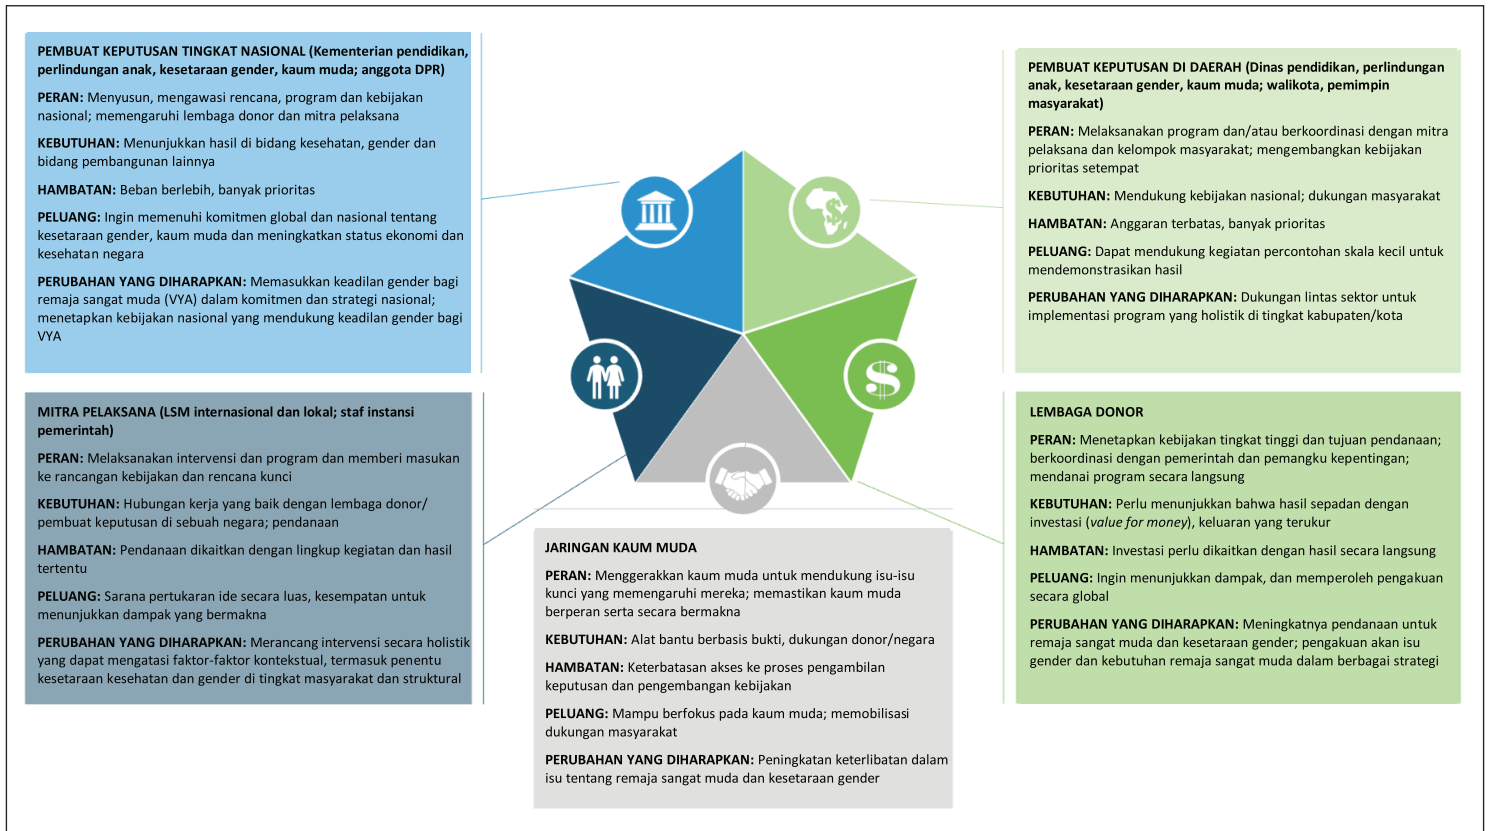 PEMBUAT KEPUTUSAN TINGKAT NASIONAL (Kementerian pendidikan,
perlindungan anak, kesetaraan gender, kaum muda; anggota DPR)
PERAN: Menyusun, mengawasi rencana, program dan kebijakan
nasional; memengaruhi lembaga donor dan mitra pelaksana
KEBUTUHAN: Menunjukkan hasil di bidang kesehatan, gender dan
bidang pembangunan lainnya
HAMBATAN: Beban berlebih, banyak prioritas
PELUANG: Ingin memenuhi komitmen global dan nasional tentang
kesetaraan gender, kaum muda dan meningkatkan status ekonomi dan
kesehatan negara
PERUBAHAN YANG DIHARAPKAN: Memasukkan keadilan gender bagi
remaja sangat muda (VYA) dalam komitmen dan strategi nasional;
menetapkan kebijakan nasional yang mendukung keadilan gender bagi
VYA
PEMBUAT KEPUTUSAN DI DAERAH (Dinas pendidikan, perlindungan
anak, kesetaraan gender, kaum muda; walikota, pemimpin
masyarakat)
PERAN: Melaksanakan program dan/atau berkoordinasi dengan mitra
pelaksana dan kelompok masyarakat; mengembangkan kebijakan
prioritas setempat
KEBUTUHAN: Mendukung kebijakan nasional; dukungan masyarakat
HAMBATAN: Anggaran terbatas, banyak prioritas
PELUANG: Dapat mendukung kegiatan percontohan skala kecil untuk
mendemonstrasikan hasil
PERUBAHAN YANG DIHARAPKAN: Dukungan lintas sektor untuk
implementasi program yang holistik di tingkat kabupaten/kota
MITRA PELAKSANA (LSM internasional dan lokal; staf instansi
pemerintah)
PERAN: Melaksanakan intervensi dan program dan memberi masukan
ke rancangan kebijakan dan rencana kunci
KEBUTUHAN: Hubungan kerja yang baik dengan lembaga donor/
pembuat keputusan di sebuah negara; pendanaan
HAMBATAN: Pendanaan dikaitkan dengan lingkup kegiatan dan hasil
tertentu
PELUANG: Sarana pertukaran ide secara luas, kesempatan untuk
menunjukkan dampak yang bermakna
PERUBAHAN YANG DIHARAPKAN: Merancang intervensi secara holistik
yang dapat mengatasi faktor-faktor kontekstual, termasuk penentu
kesetaraan kesehatan dan gender di tingkat masyarakat dan struktural
LEMBAGA DONOR
PERAN: Menetapkan kebijakan tingkat tinggi dan tujuan pendanaan;
berkoordinasi dengan pemerintah dan pemangku kepentingan;
mendanai program secara langsung
KEBUTUHAN: Perlu menunjukkan bahwa hasil sepadan dengan
investasi (value for money), keluaran yang terukur
HAMBATAN: Investasi perlu dikaitkan dengan hasil secara langsung
PELUANG: Ingin menunjukkan dampak, dan memperoleh pengakuan
secara global
PERUBAHAN YANG DIHARAPKAN: Meningkatnya pendanaan untuk
remaja sangat muda dan kesetaraan gender; pengakuan akan isu
gender dan kebutuhan remaja sangat muda dalam berbagai strategi
JARINGAN KAUM MUDA
PERAN: Menggerakkan kaum muda untuk mendukung isu-isu
kunci yang memengaruhi mereka; memastikan kaum muda
berperan serta secara bermakna
KEBUTUHAN: Alat bantu berbasis bukti, dukungan donor/negara
HAMBATAN: Keterbatasan akses ke proses pengambilan
keputusan dan pengembangan kebijakan
PELUANG: Mampu berfokus pada kaum muda; memobilisasi
dukungan masyarakat
PERUBAHAN YANG DIHARAPKAN: Peningkatan keterlibatan dalam
isu tentang remaja sangat muda dan kesetaraan gender